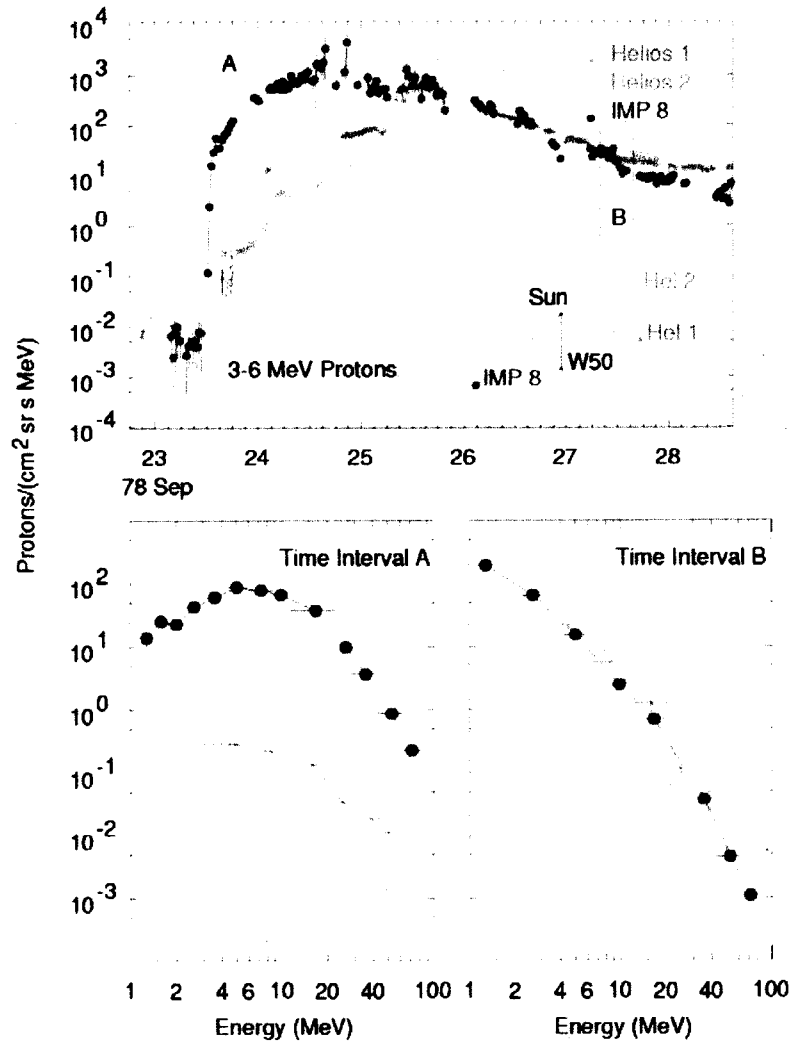 10^4
10^3
10^2
10^1
10^0
10^-1
10^-2
10^-3
10^-4
A
Helios 1
Helios 2
IMP 8
B
Hel 2
Sun
Hel 1
W50
IMP 8
3-6 MeV Protons
23 24 25 26 27 28
78 Sep
Protons/(cm^2 sr s MeV)
Time Interval A
Time Interval B
10^2
10^1
10^0
10^-1
10^-2
10^-3
1 2 4 6 10 20 40 100
1 2 4 6 10 20 40 100
Energy (MeV)
Energy (MeV)